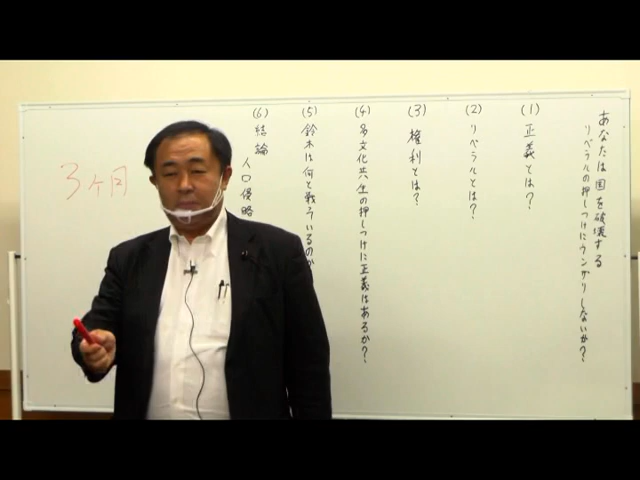 あなたは国を破壊する
リベラルの押しつけにウンザリしないか?
(1) 正義とは?
(2) リベラルとは?
(3) 権利とは?
(4) 多文化共生の押しつけに正義はあるか?
(5) 鈴木は何と戦っているのか
(6) 結論
人口侵略
3ヶ月